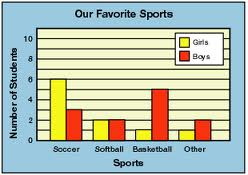 Our Favorite Sports
Number of Students
10
8
6
4
2
0
Girls
Boys
Soccer Softball Basketball Other
Sports